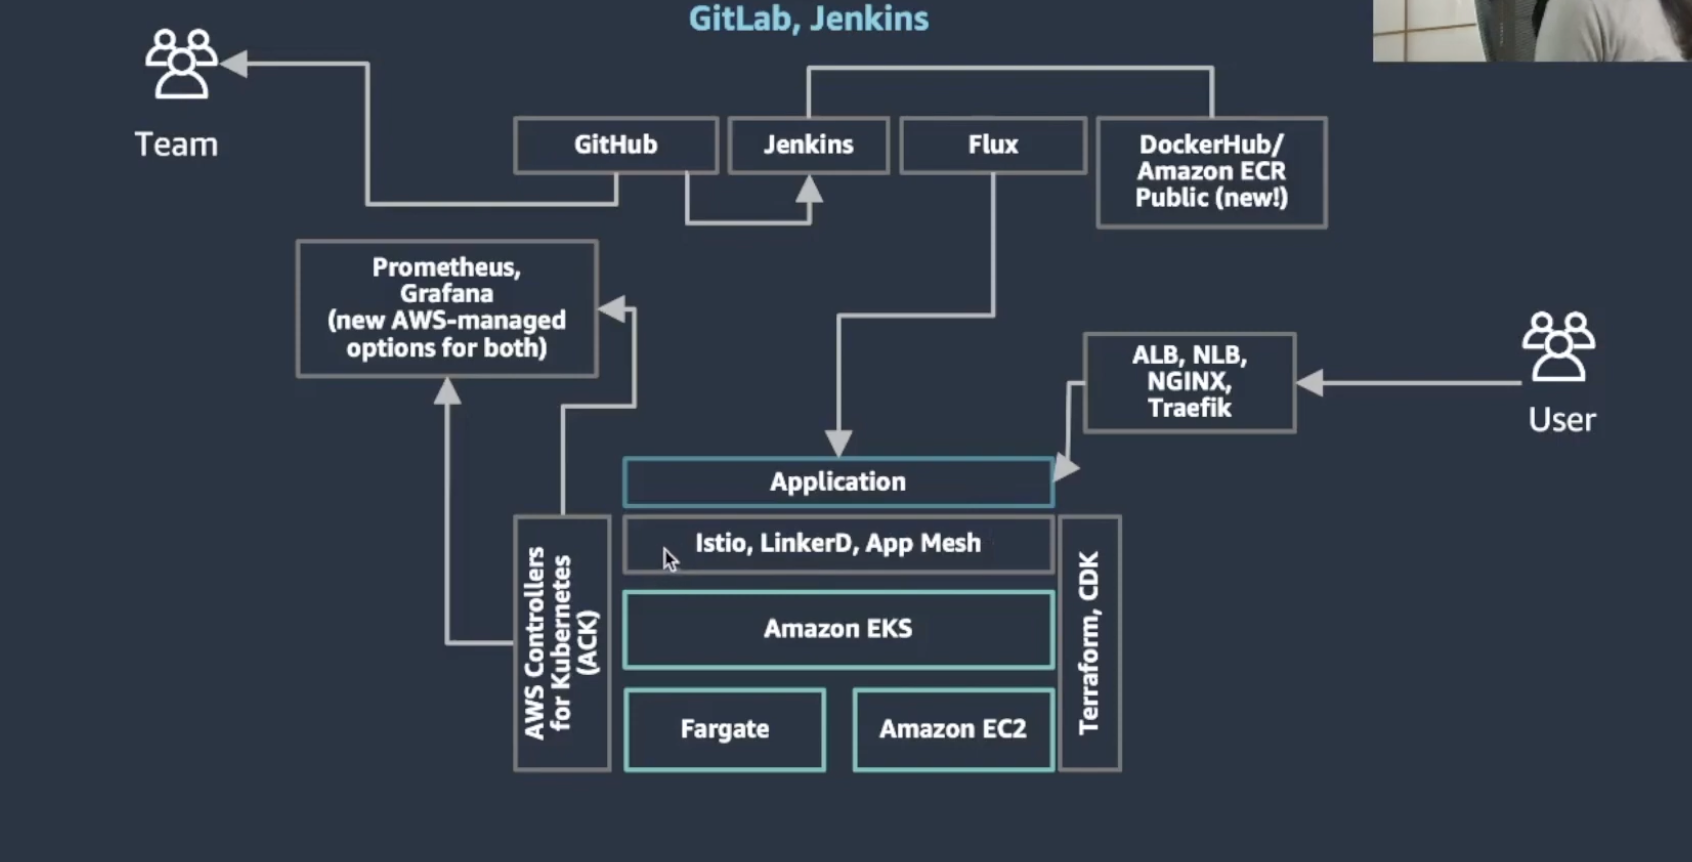 GitLab, Jenkins
Team
GitHub
Jenkins
Flux
DockerHub/
Amazon ECR
Public (new!)
Prometheus,
Grafana
(new AWS-managed
options for both)
ALB, NLB,
NGINX,
Traefik
User
Application
Istio, LinkerD, App Mesh
AWS Controllers
for Kubernetes
(ACK)
Terraform, CDK
Amazon EKS
Fargate
Amazon EC2